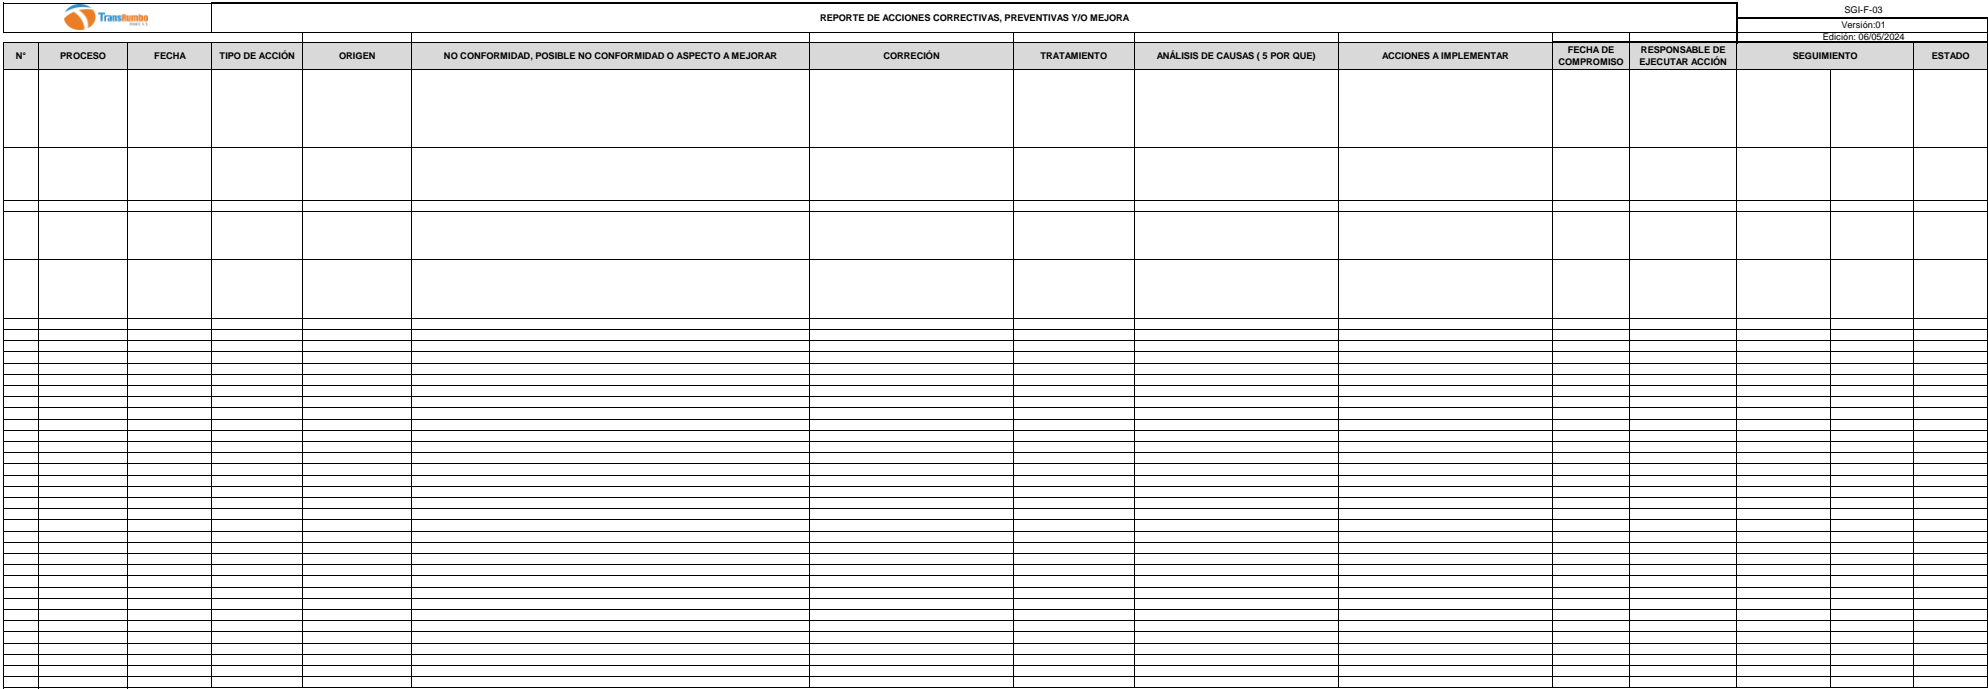 TransRumbo
REPORTE DE ACCIONES CORRECTIVAS, PREVENTIVAS Y/O MEJORA
SGI-F-03
Versión:01
Edición: 06/05/2024
N°
PROCESO
FECHA
TIPO DE ACCIÓN
ORIGEN
NO CONFORMIDAD, POSIBLE NO CONFORMIDAD O ASPECTO A MEJORAR
CORRECIÓN
TRATAMIENTO
ANÁLISIS DE CAUSAS ( 5 POR QUE)
ACCIONES A IMPLEMENTAR
FECHA DE
COMPROMISO
RESPONSABLE DE
EJECUTAR ACCIÓN
SEGUIMIENTO
ESTADO